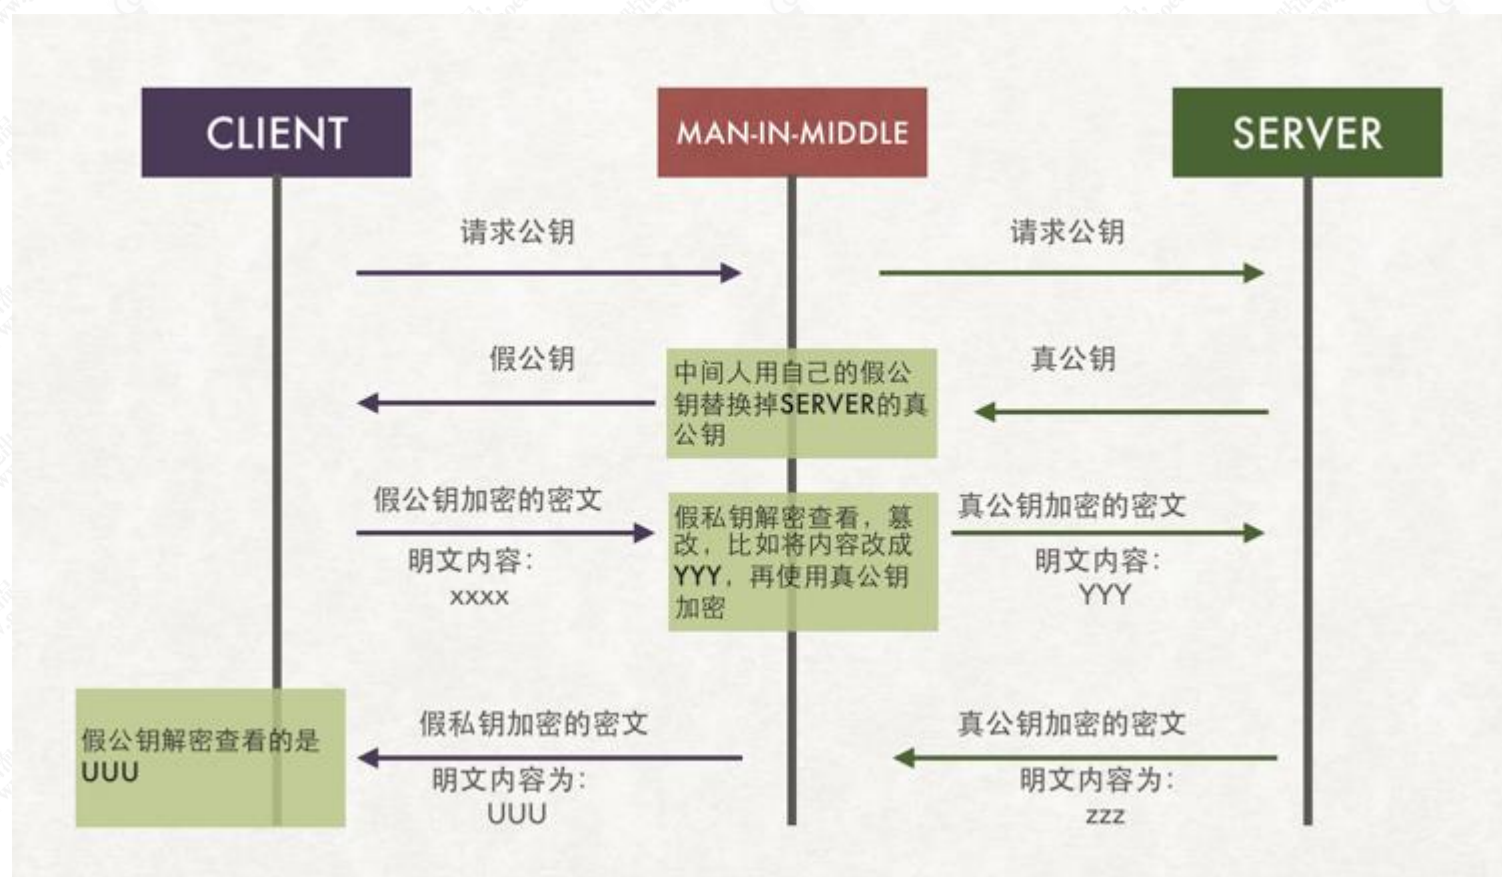 CLIENT
MAN-IN-MIDDLE
SERVER
请求公钥
请求公钥
假公钥
中间人用自己的假公
钥替换掉SERVER的真
公钥
真公钥
假公钥加密的密文
明文内容：
xxxx
假私钥解密查看，篡
改，比如将内容改成
YYY，再使用真公钥
加密
真公钥加密的密文
明文内容：
YYY
假公钥解密查看的是
UUU
假私钥加密的密文
明文内容为：
UUU
真公钥加密的密文
明文内容为：
zzz